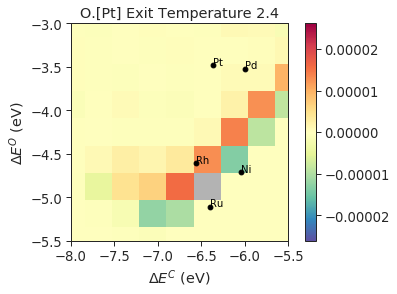 O.[Pt] Exit Temperature 2.4
−3.0
−3.5
−4.0
−4.5
−5.0
−5.5
ΔE^O (eV)
Pt
Pd
Rh
Ni
Ru
−8.0 −7.5 −7.0 −6.5 −6.0 −5.5
ΔE^C (eV)
0.00002
0.00001
0.00000
−0.00001
−0.00002